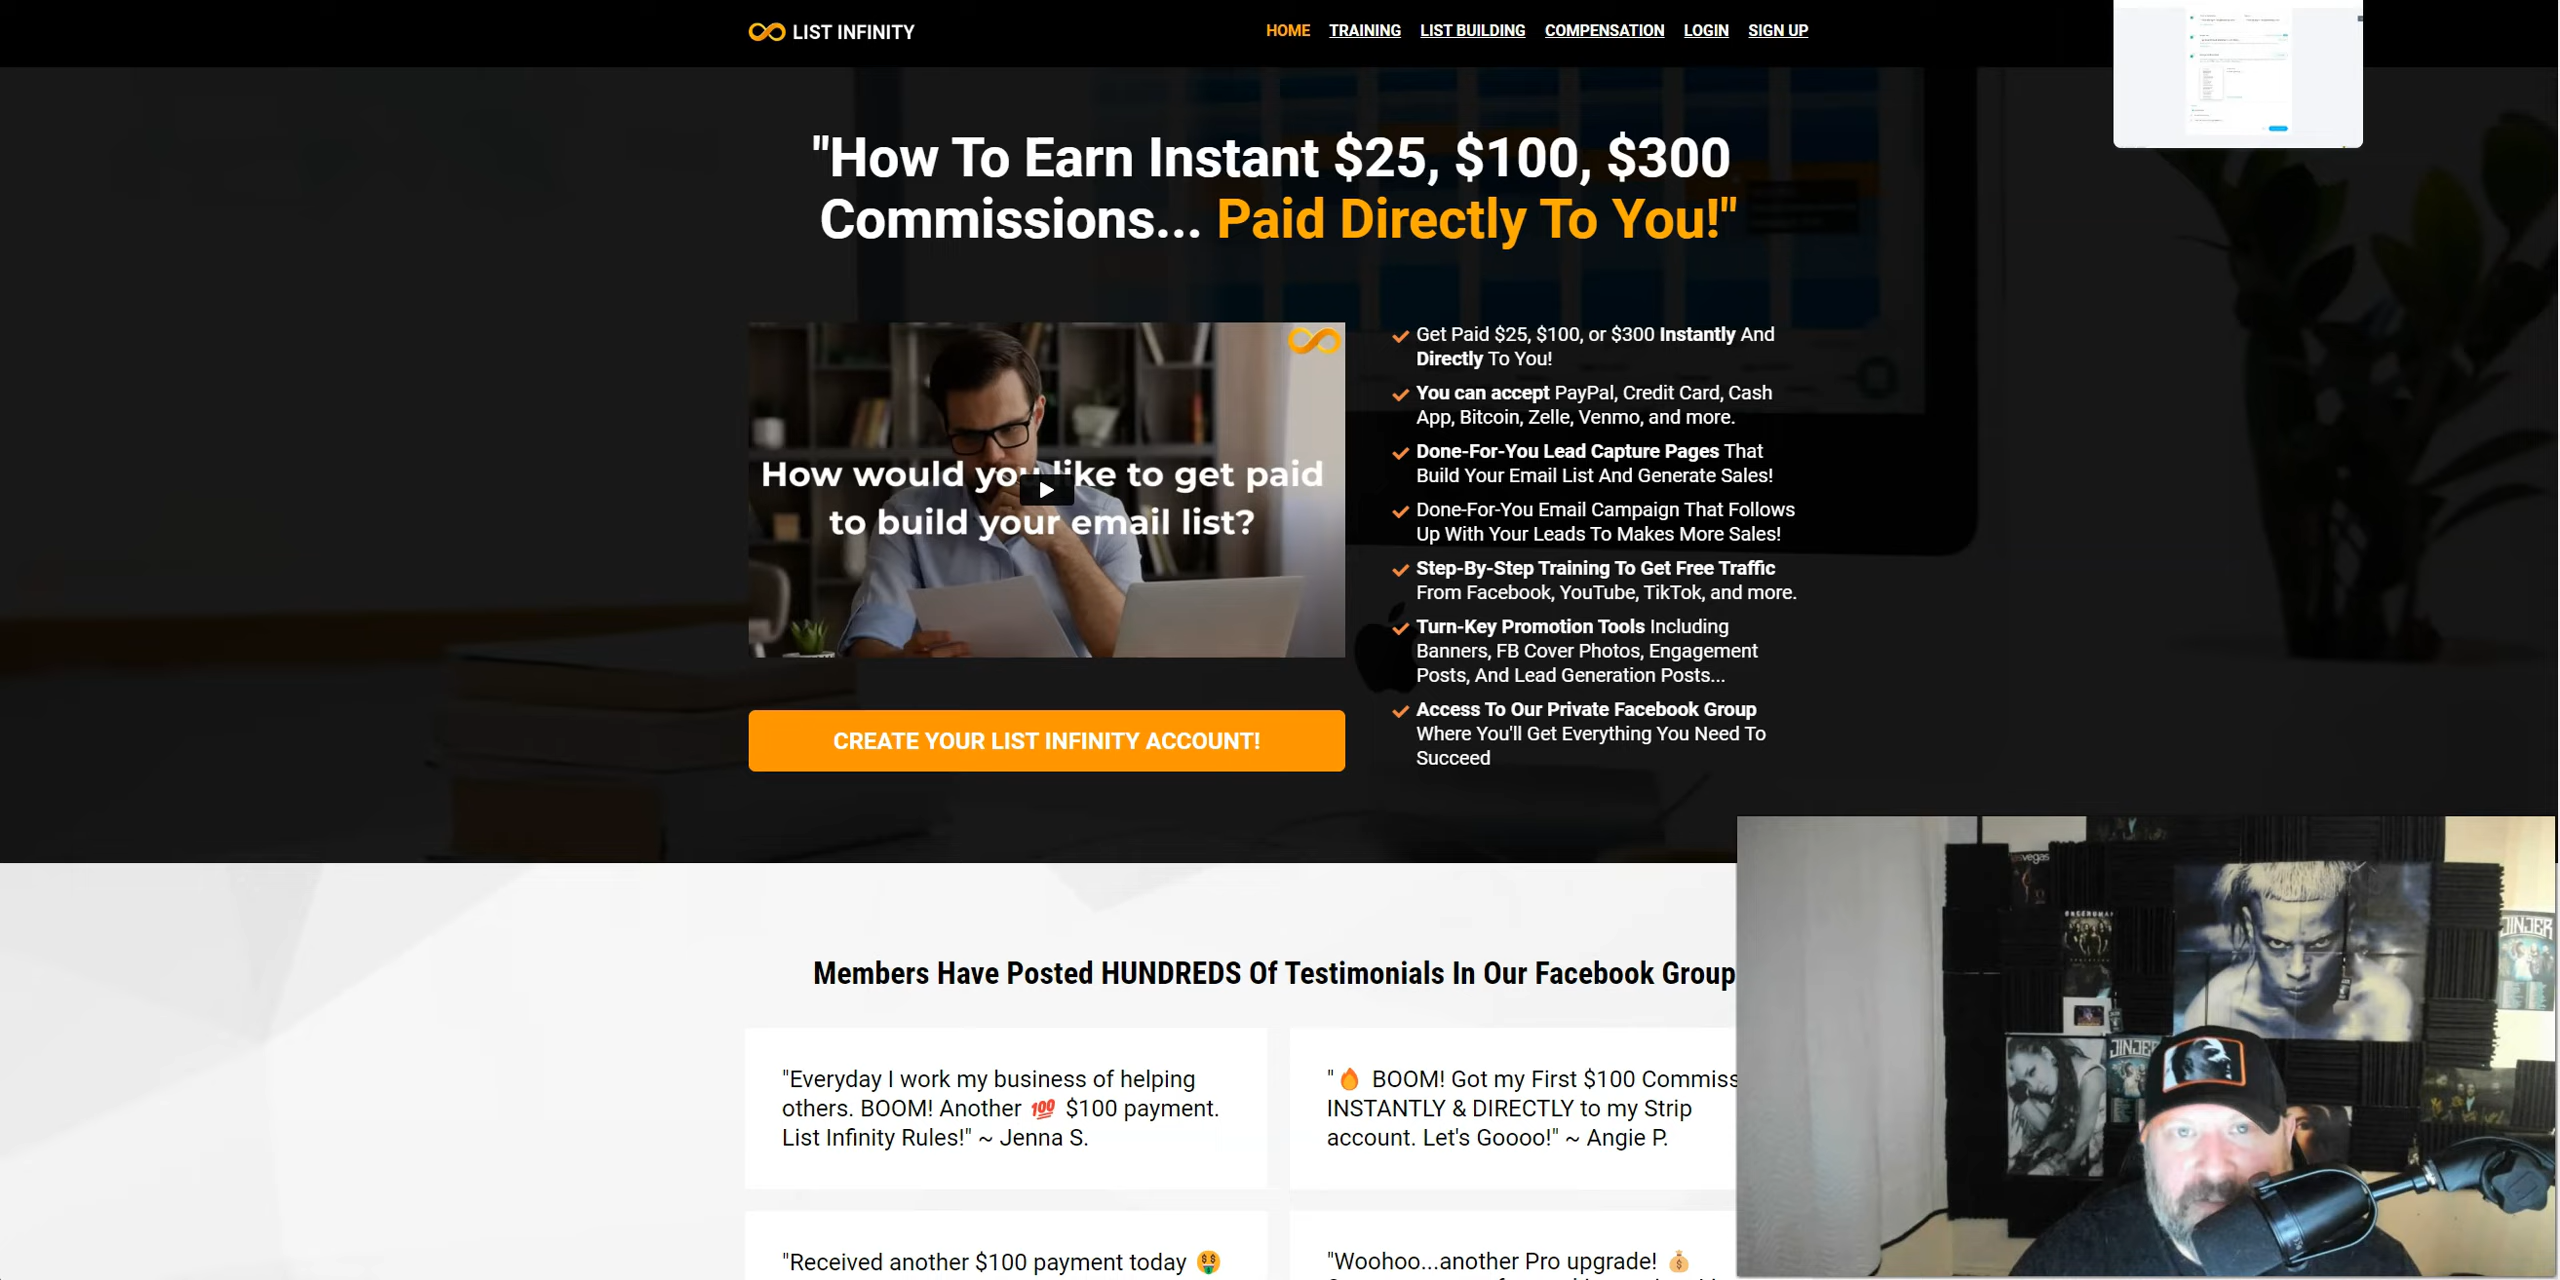 LIST INFINITY
HOME TRAINING LIST BUILDING COMPENSATION LOGIN SIGN UP
"How To Earn Instant $25, $100, $300
Commissions... Paid Directly To You!"
How would you like to get paid
to build your email list?
CREATE YOUR LIST INFINITY ACCOUNT!
Get Paid $25, $100, or $300 Instantly And
Directly To You!
You can accept PayPal, Credit Card, Cash
App, Bitcoin, Zelle, Venmo, and more.
Done-For-You Lead Capture Pages That
Build Your Email List And Generate Sales!
Done-For-You Email Campaign That Follows
Up With Your Leads To Makes More Sales!
Step-By-Step Training To Get Free Traffic
From Facebook, YouTube, TikTok, and more.
Turn-Key Promotion Tools Including
Banners, FB Cover Photos, Engagement
Posts, And Lead Generation Posts...
Access To Our Private Facebook Group
Where You'll Get Everything You Need To
Succeed
Members Have Posted HUNDREDS Of Testimonials In Our Facebook Group
"Everyday I work my business of helping
others. BOOM! Another 💯 $100 payment.
List Infinity Rules!" ~ Jenna S.
"🔥 BOOM! Got my First $100 Commiss
INSTANTLY & DIRECTLY to my Strip
account. Let's Goooo!" ~ Angie P.
"Received another $100 payment today 🤑
"Woohoo...another Pro upgrade! 💰
vegas
JINJER
JINJER